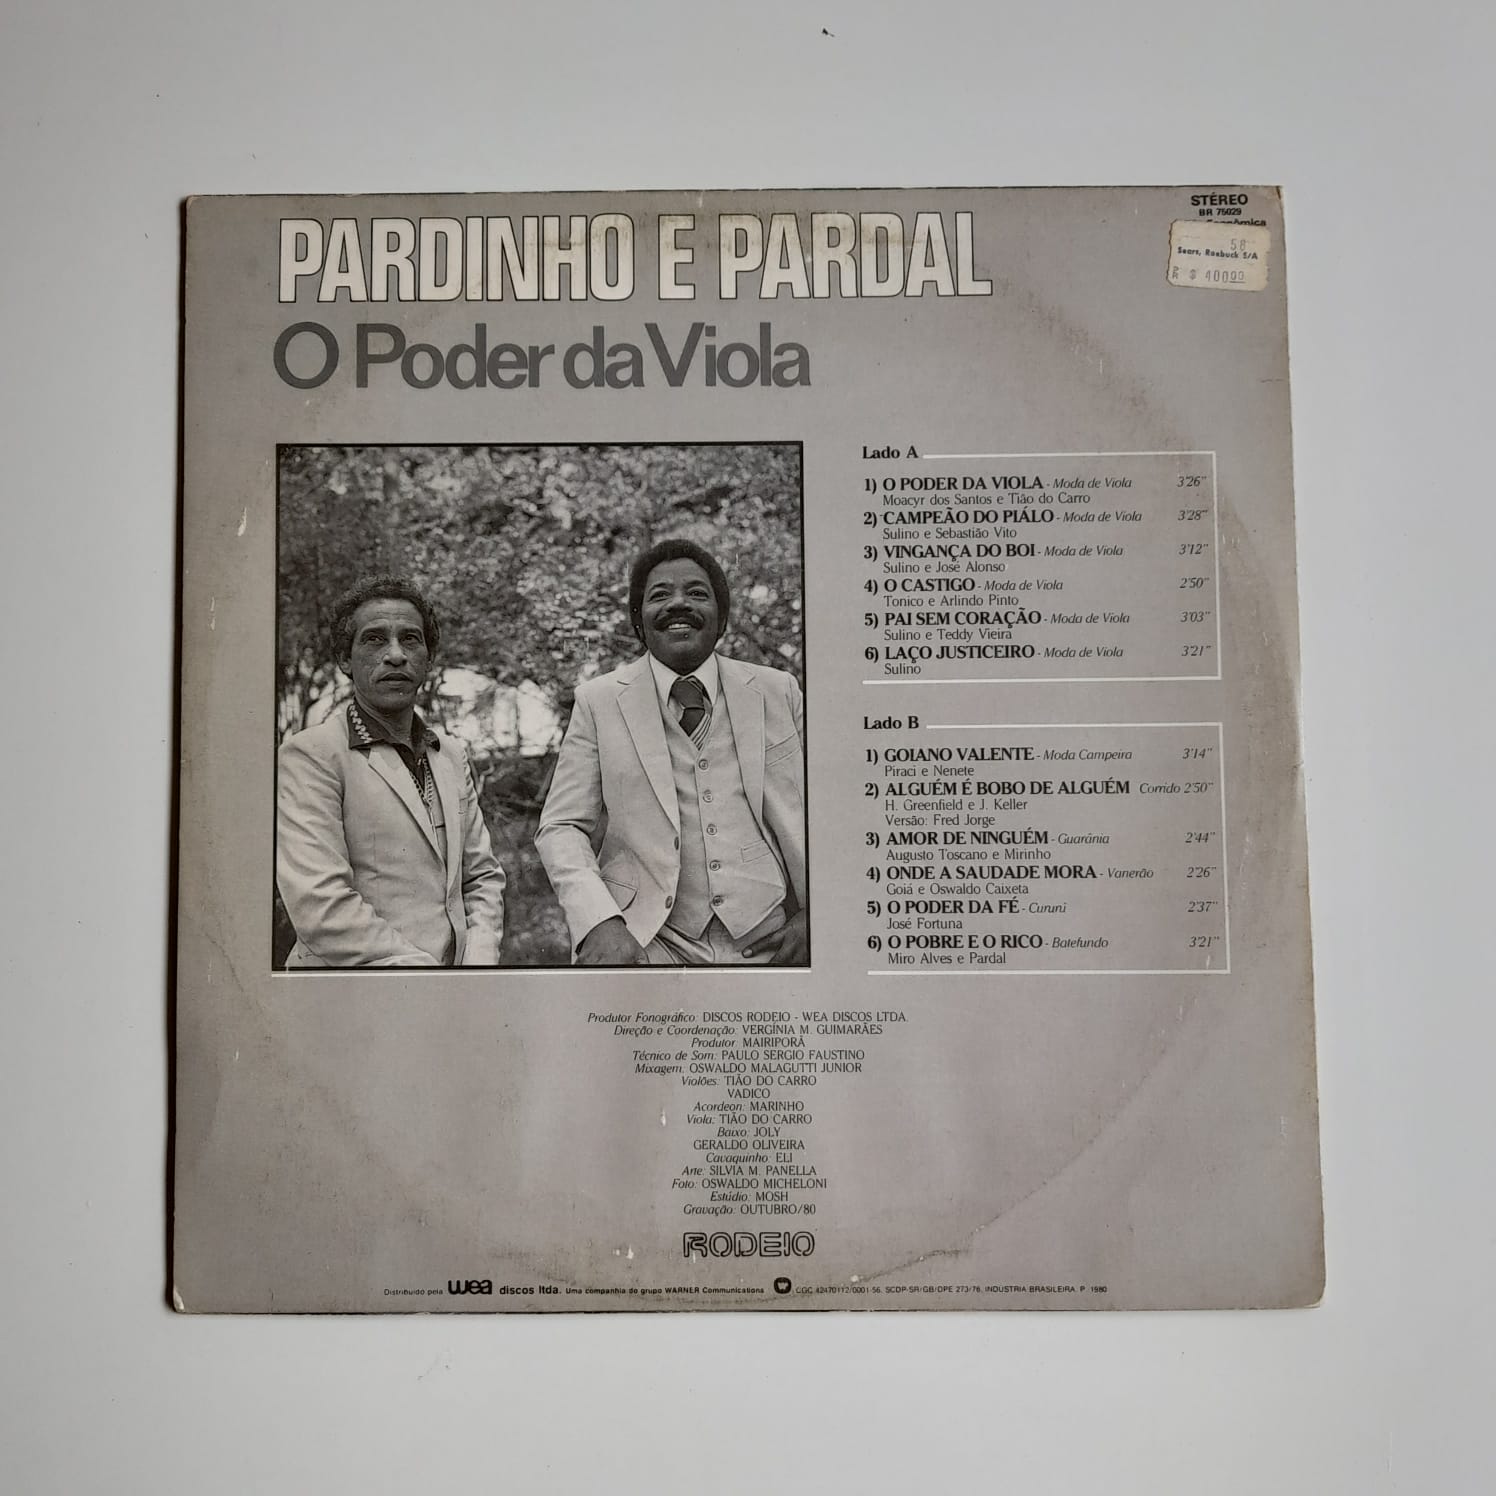 STÉREO
BR 75029
58
Sears, Roebuck S/A
$ 40000
PARDINHO E PARDAL
O Poder da Viola
Lado A
1) O PODER DA VIOLA - Moda de Viola 3'26"
Moacyr dos Santos e Tião do Carro
2) CAMPEÃO DO PIÁLO - Moda de Viola 3'28"
Sulino e Sebastião Vito
3) VINGANÇA DO BOI - Moda de Viola 3'12"
Sulino e José Alonso
4) O CASTIGO - Moda de Viola 2'50"
Tonico e Arlindo Pinto
5) PAI SEM CORAÇÃO - Moda de Viola 3'03"
Sulino e Teddy Vieira
6) LAÇO JUSTICEIRO - Moda de Viola 3'21"
Sulino
Lado B
1) GOIANO VALENTE - Moda Campeira 3'14"
Piraci e Nenete
2) ALGUÉM É BOBO DE ALGUÉM Corrido 2'50"
H. Greenfield e J. Keller
Versão: Fred Jorge
3) AMOR DE NINGUÉM - Guarânia 2'44"
Augusto Toscano e Mirinho
4) ONDE A SAUDADE MORA - Vanerão 2'26"
Goiá e Oswaldo Caixeta
5) O PODER DA FÉ - Cururú 2'37"
José Fortuna
6) O POBRE E O RICO - Batefundo 3'21"
Miro Alves e Pardal
Produtor Fonográfico: DISCOS RODEIO - WEA DISCOS LTDA.
Direção e Coordenação: VERGÍNIA M. GUIMARÃES
Produtor: MAIRIPORÃ
Técnico de Som: PAULO SERGIO FAUSTINO
Mixagem: OSWALDO MALAGUTTI JUNIOR
Violões: TIÃO DO CARRO
VADICO
Acordeon: MARINHO
Viola: TIÃO DO CARRO
Baixo: JOLY
GERALDO OLIVEIRA
Cavaquinho: ELI
Arte: SILVIA M. PANELLA
Foto: OSWALDO MICHELONI
Estúdio: MOSH
Gravação: OUTUBRO/80
RODEIO
Distribuído pela wea discos ltda. Uma companhia do grupo WARNER Communications CGC 42470112/0001-56. SCDP-SR/GB/DPE 273/76. INDUSTRIA BRASILEIRA. P 1980